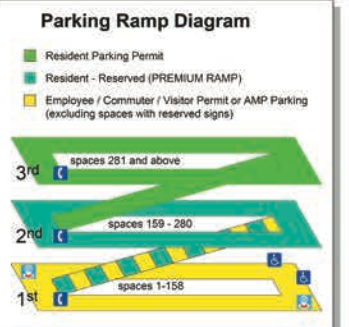 Parking Ramp Diagram
Resident Parking Permit
Resident - Reserved (PREMIUM RAMP)
Employee / Commuter / Visitor Permit or AMP Parking
(excluding spaces with reserved signs)
spaces 281 and above
3rd
spaces 159 - 280
2nd
spaces 1-158
1st